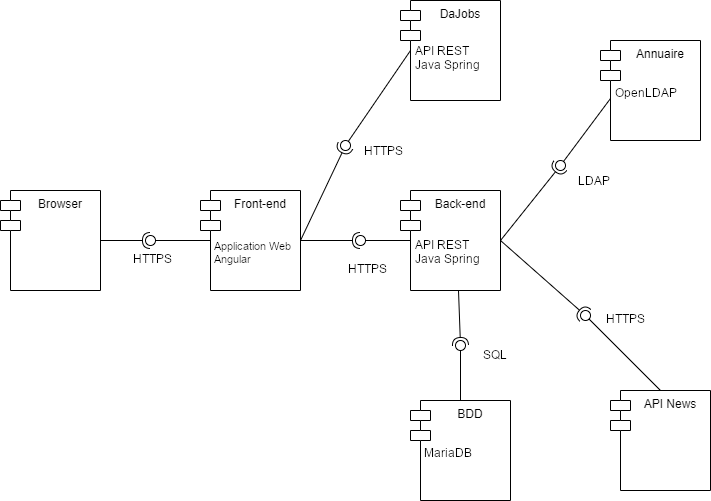 DaJobs
API REST
Java Spring
Annuaire
OpenLDAP
HTTPS
LDAP
Browser
Front-end
Application Web
Angular
Back-end
API REST
Java Spring
HTTPS
HTTPS
HTTPS
SQL
API News
BDD
MariaDB